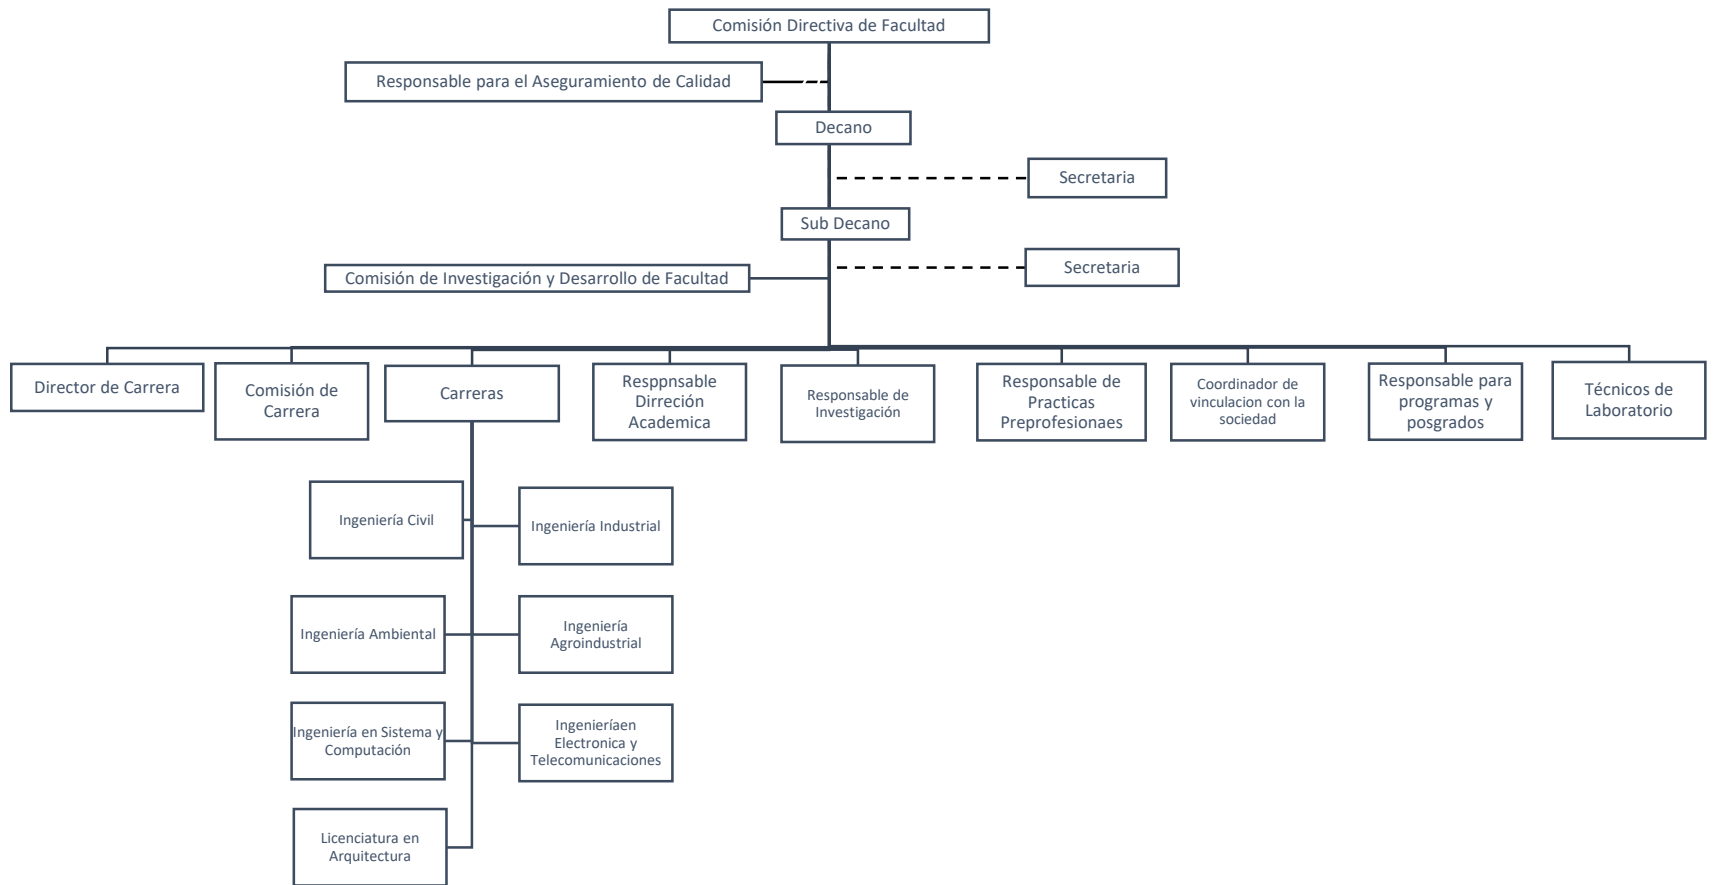 Comisión Directiva de Facultad
Responsable para el Aseguramiento de Calidad
Decano
Secretaria
Sub Decano
Secretaria
Comisión de Investigación y Desarrollo de Facultad
Director de Carrera
Comisión de
Carrera
Carreras
Resppnsable
Dirreción
Academica
Responsable de
Investigación
Responsable de
Practicas
Preprofesionaes
Coordinador de
vinculacion con la
sociedad
Responsable para
programas y
posgrados
Técnicos de
Laboratorio
Ingeniería Civil
Ingeniería Industrial
Ingeniería Ambiental
Ingeniería
Agroindustrial
Ingeniería en Sistema y
Computación
Ingenieríaen
Electronica y
Telecomunicaciones
Licenciatura en
Arquitectura